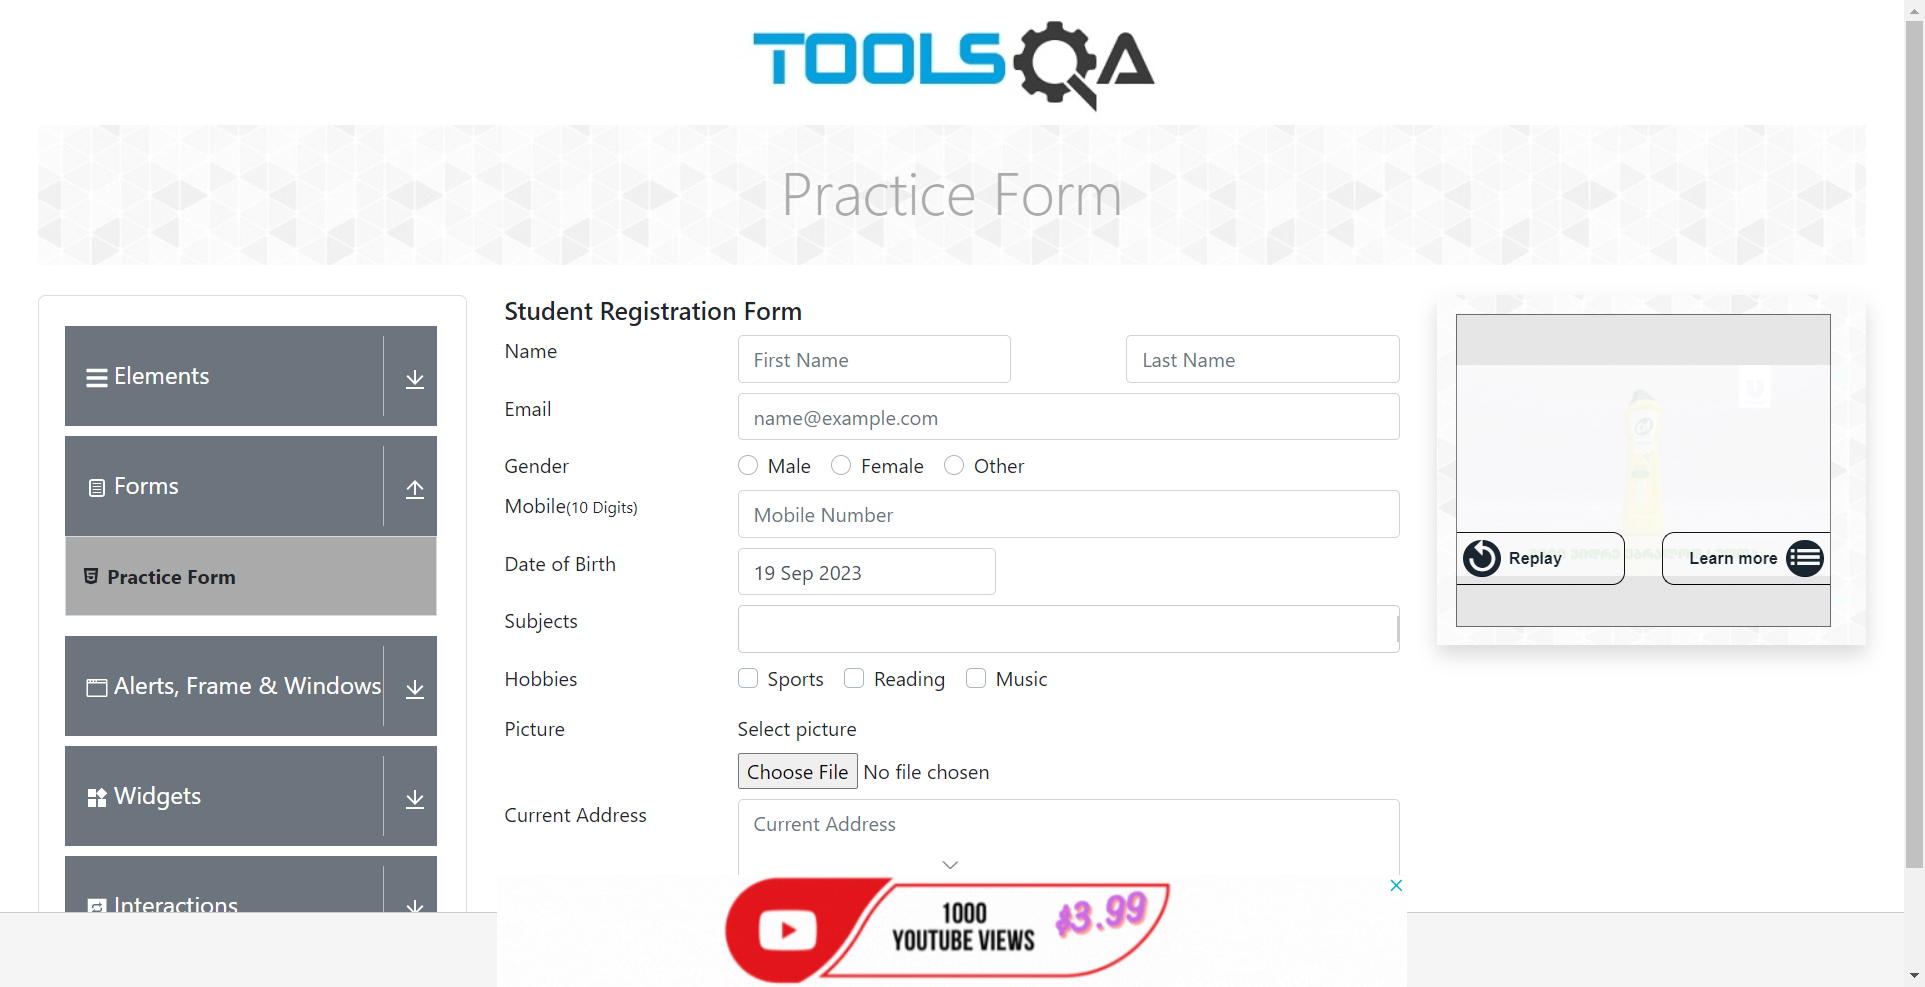 TOOLSQA
Practice Form
Elements
Forms
Practice Form
Alerts, Frame & Windows
Widgets
Interactions
Student Registration Form
Name
First Name
Last Name
Email
name@example.com
Gender
Male
Female
Other
Mobile(10 Digits)
Mobile Number
Date of Birth
19 Sep 2023
Subjects
Hobbies
Sports
Reading
Music
Picture
Select picture
Choose File No file chosen
Current Address
Current Address
Replay
Learn more
1000
YOUTUBE VIEWS
$3.99